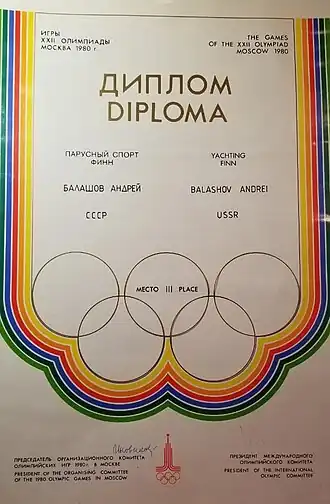 ИГРЫ
XXII ОЛИМПИАДЫ
МОСКВА 1980 г.
THE GAMES
OF THE XXII OLYMPIAD
MOSCOW 1980
ДИПЛОМ
DIPLOMA
ПАРУСНЫЙ СПОРТ
ФИНН
YACHTING
FINN
БАЛАШОВ АНДРЕЙ
BALASHOV ANDREI
СССР
USSR
МЕСТО III PLACE
ПРЕДСЕДАТЕЛЬ ОРГАНИЗАЦИОННОГО КОМИТЕТА
ОЛИМПИЙСКИХ ИГР 1980 г. В МОСКВЕ
PRESIDENT OF THE ORGANISING COMMITTEE
OF THE 1980 OLYMPIC GAMES IN MOSCOW
ПРЕЗИДЕНТ МЕЖДУНАРОДНОГО
ОЛИМПИЙСКОГО КОМИТЕТА
PRESIDENT OF THE INTERNATIONAL
OLYMPIC COMMITTEE